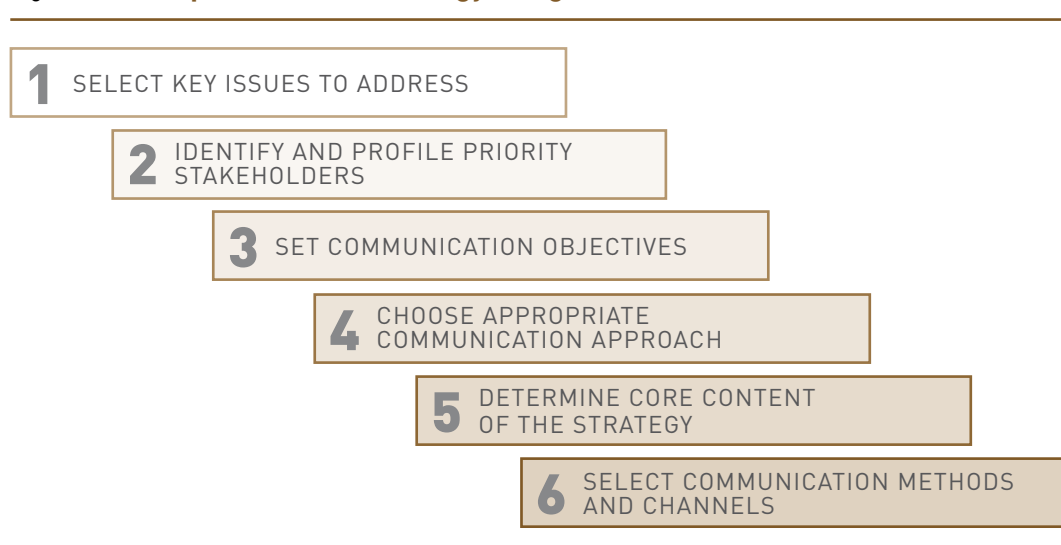 1 SELECT KEY ISSUES TO ADDRESS
2 IDENTIFY AND PROFILE PRIORITY
STAKEHOLDERS
3 SET COMMUNICATION OBJECTIVES
4 CHOOSE APPROPRIATE
COMMUNICATION APPROACH
5 DETERMINE CORE CONTENT
OF THE STRATEGY
6 SELECT COMMUNICATION METHODS
AND CHANNELS